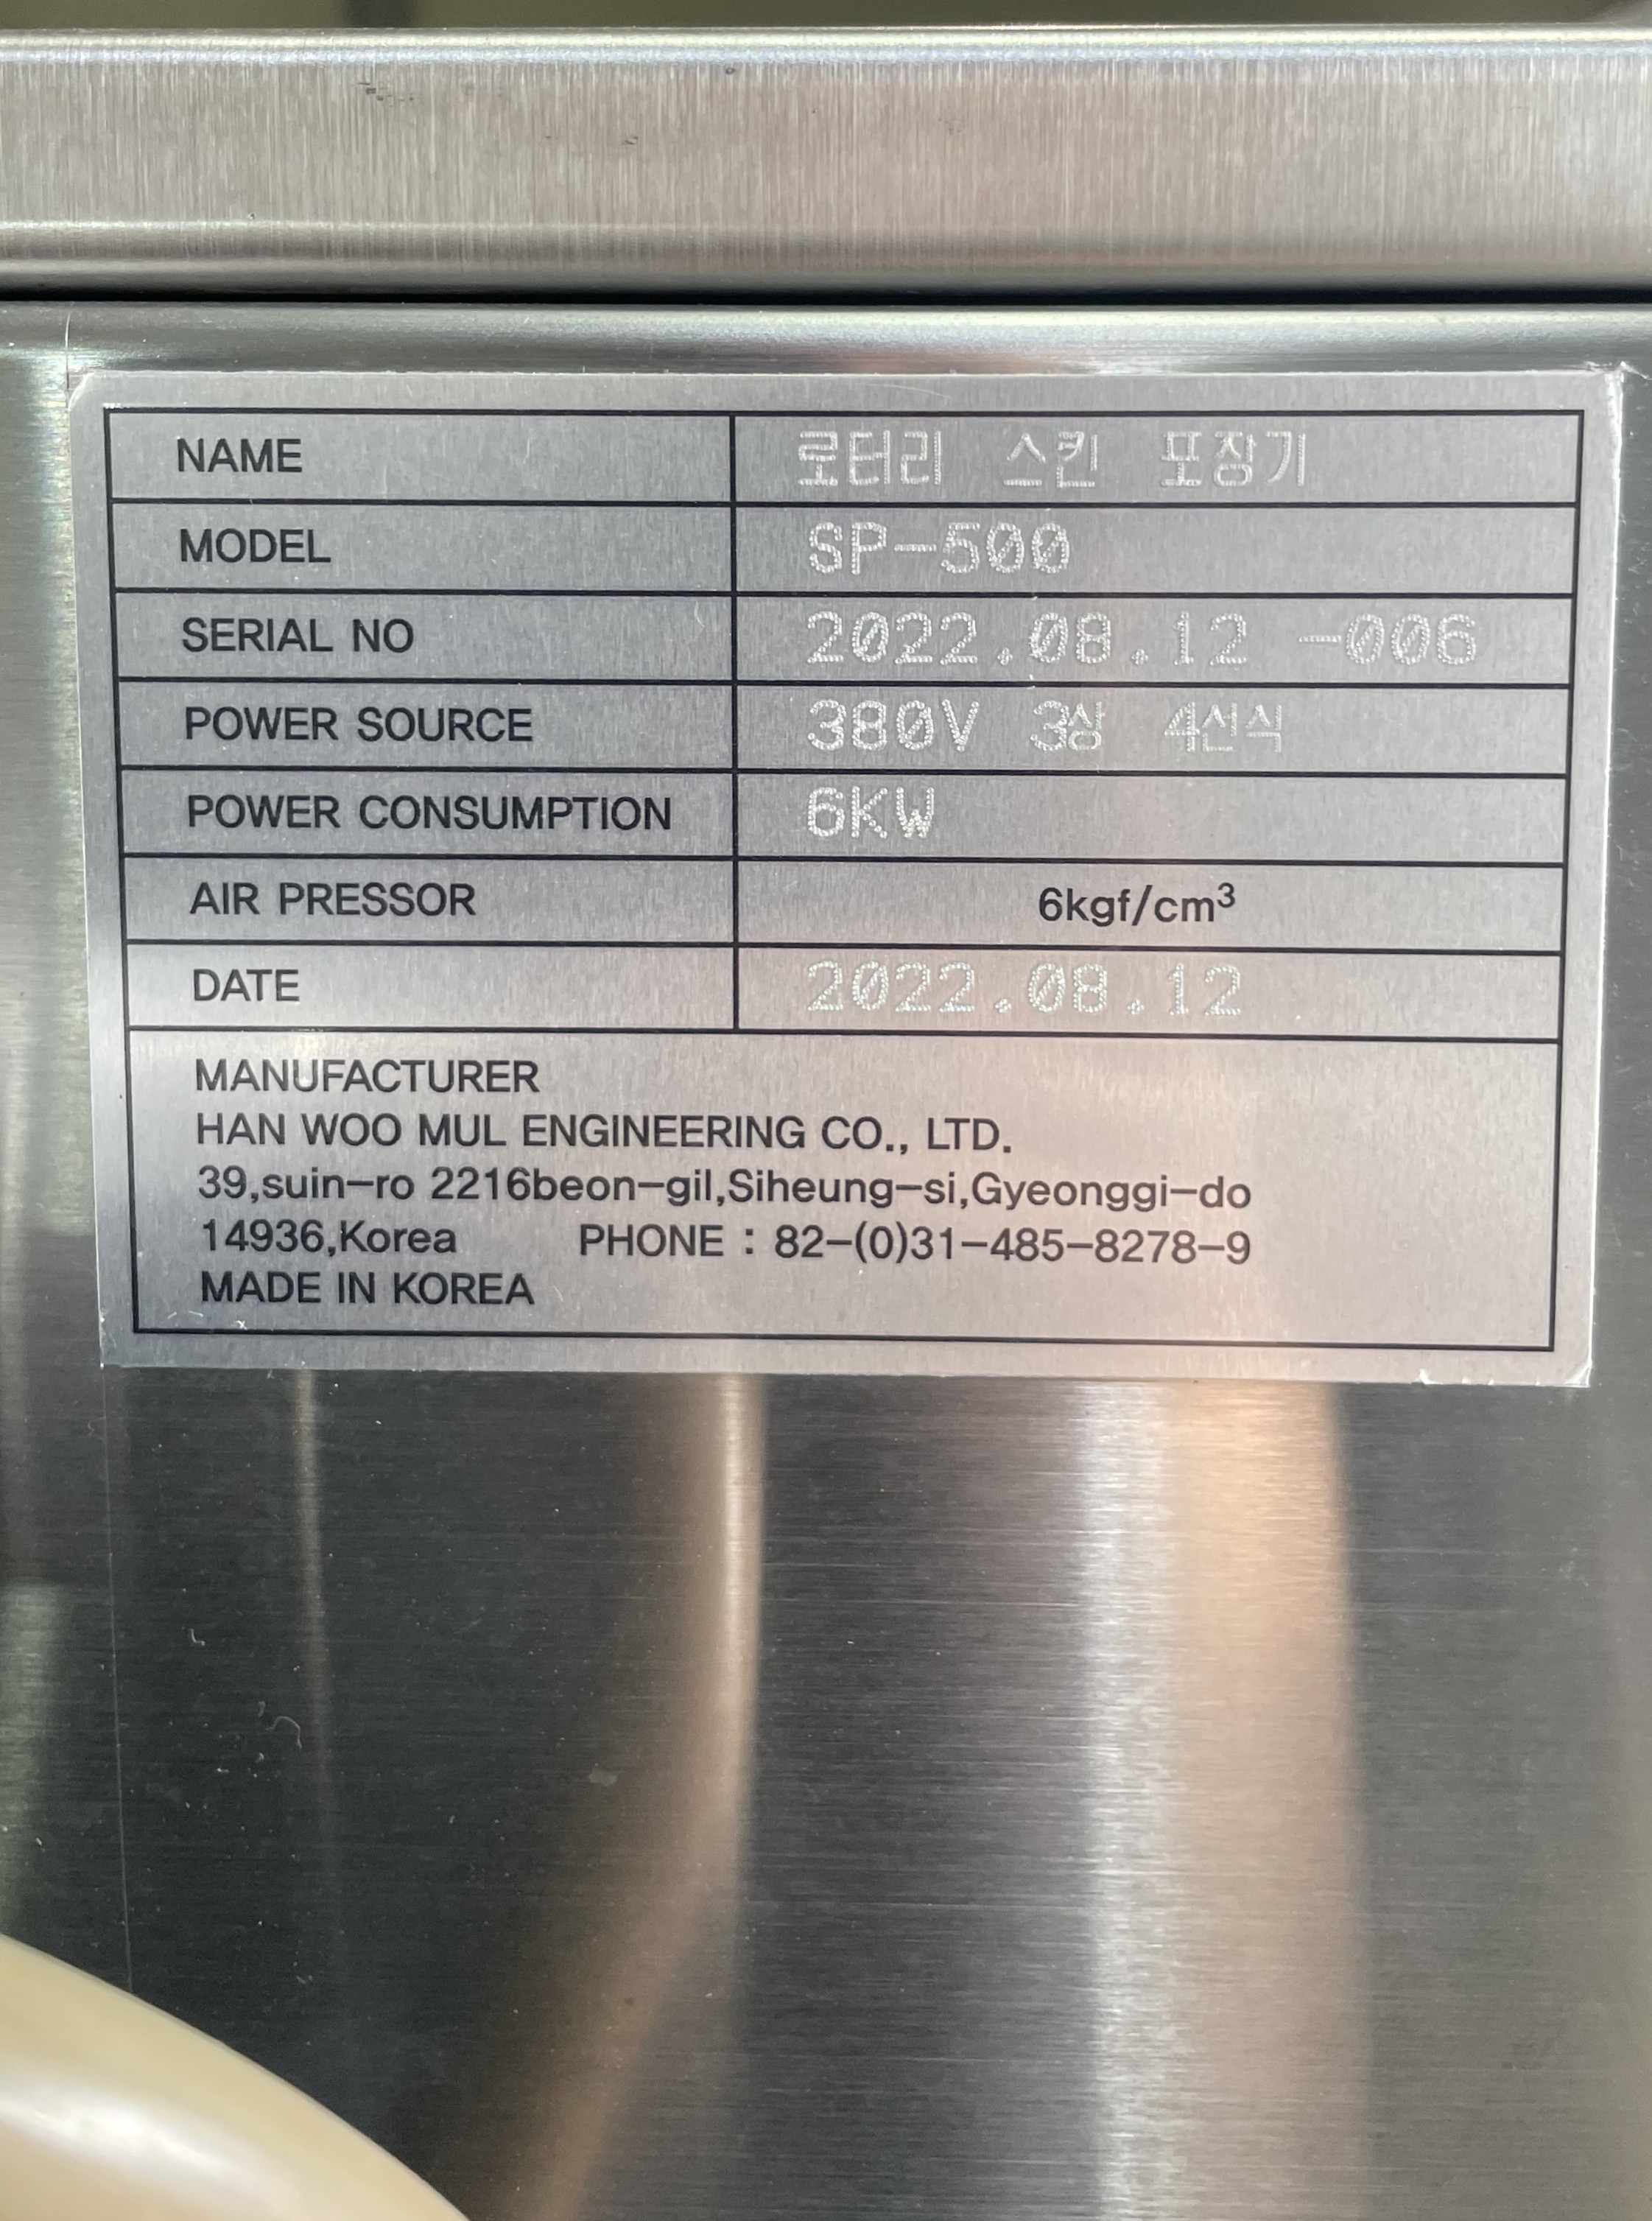 NAME 로터리 스킨 포장기
MODEL SP-500
SERIAL NO 2022.08.12 -006
POWER SOURCE 380V 3상 4선식
POWER CONSUMPTION 6KW
AIR PRESSOR 6kgf/cm³
DATE 2022.08.12
MANUFACTURER
HAN WOO MUL ENGINEERING CO., LTD.
39,suin-ro 2216beon-gil,Siheung-si,Gyeonggi-do
14936,Korea PHONE : 82-(0)31-485-8278-9
MADE IN KOREA